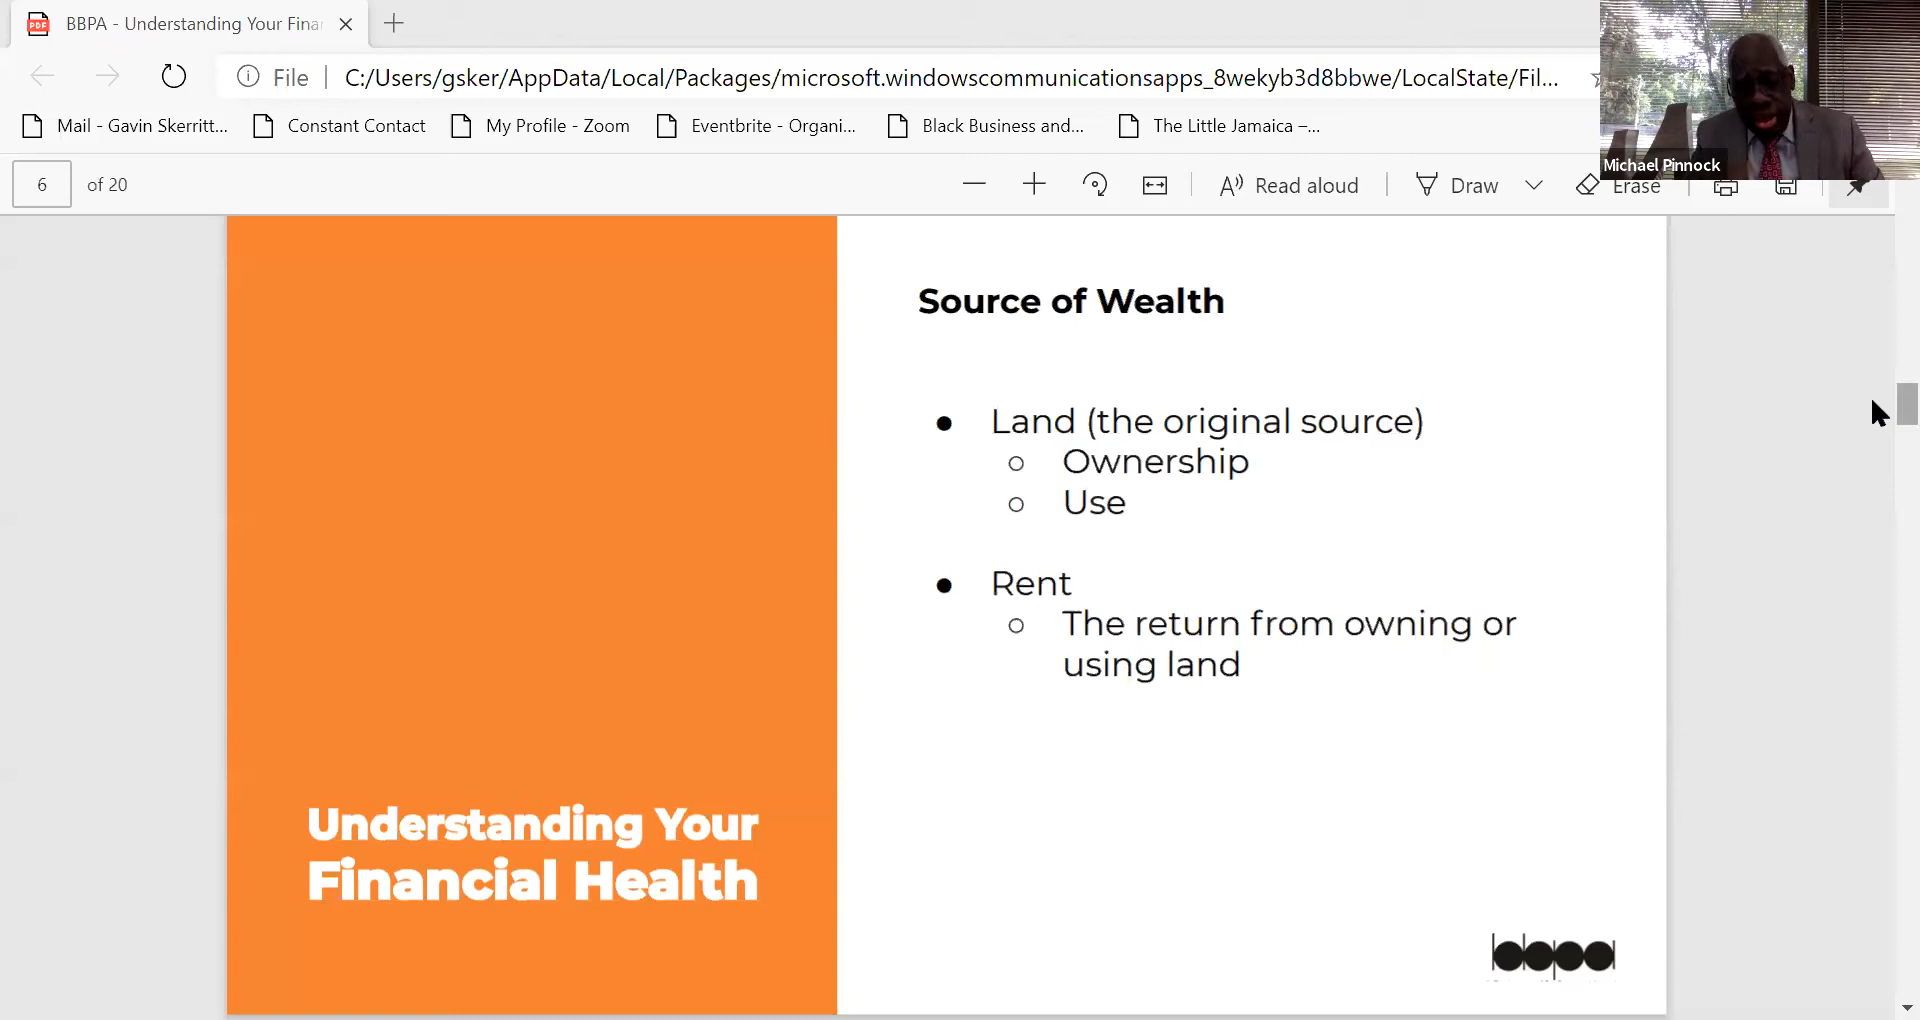 BBPA - Understanding Your Fina
File
C:/Users/gsker/AppData/Local/Packages/microsoft.windowscommunicationsapps_8wekyb3d8bbwe/LocalState/Fil...
Mail - Gavin Skerritt...
Constant Contact
My Profile - Zoom
Eventbrite - Organi...
Black Business and...
The Little Jamaica –...
Michael Pinnock
6 of 20
Read aloud
Draw
Erase
Source of Wealth
● Land (the original source)
○ Ownership
○ Use
● Rent
○ The return from owning or
using land
Understanding Your
Financial Health
bbpa